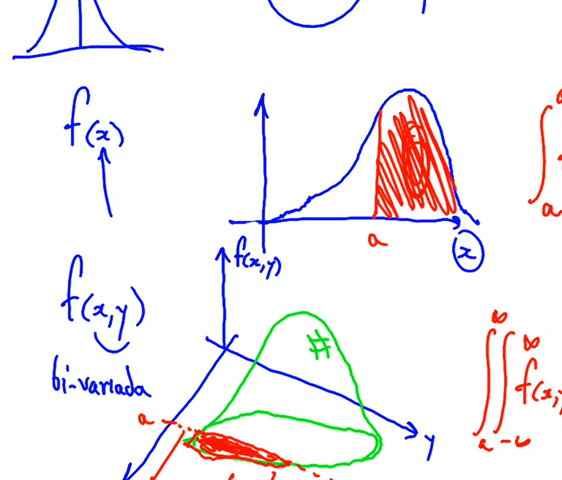 f(x)
a
x
f(x,y)
f(x,y)
bi-variada
#
a
y
∞ ∞
∫∫ f(x,y
a -∞
∫
a